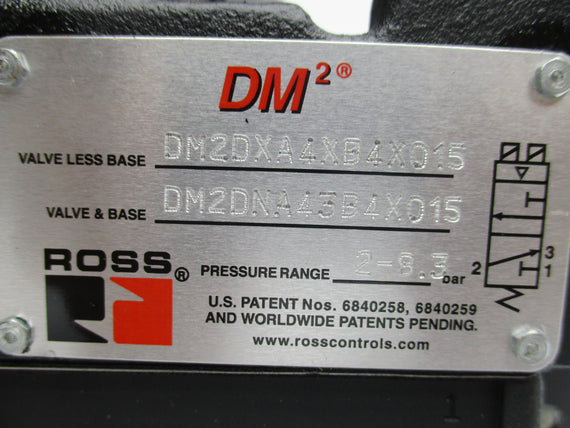 DM²®
VALVE LESS BASE DM2DXA4XB4X015
VALVE & BASE DM2DNA43B4X015
ROSS®
PRESSURE RANGE 2-8.3 bar
2 3
1
U.S. PATENT Nos. 6840258, 6840259
AND WORLDWIDE PATENTS PENDING.
www.rosscontrols.com
1